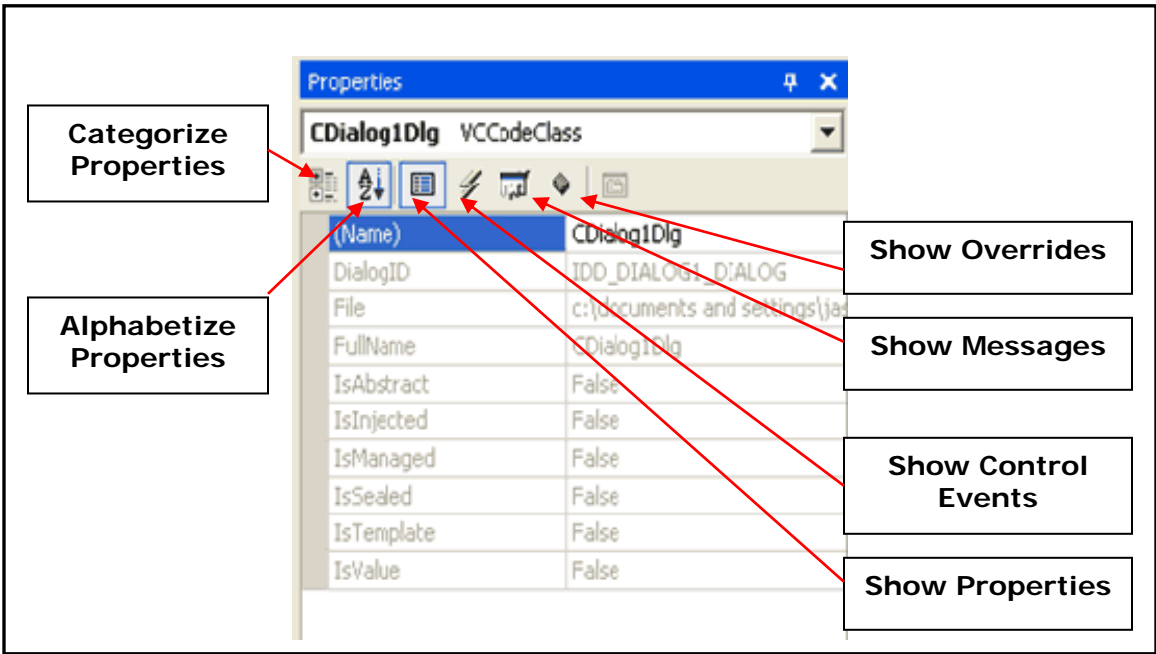 Properties
CDialog1Dlg VCCodeClass
Categorize
Properties
Alphabetize
Properties
(Name) CDialog1Dlg
DialogID IDD_DIALOG1_DIALOG
File c:\documents and settings\jas
FullName CDialog1Dlg
IsAbstract False
IsInjected False
IsManaged False
IsSealed False
IsTemplate False
IsValue False
Show Overrides
Show Messages
Show Control
Events
Show Properties